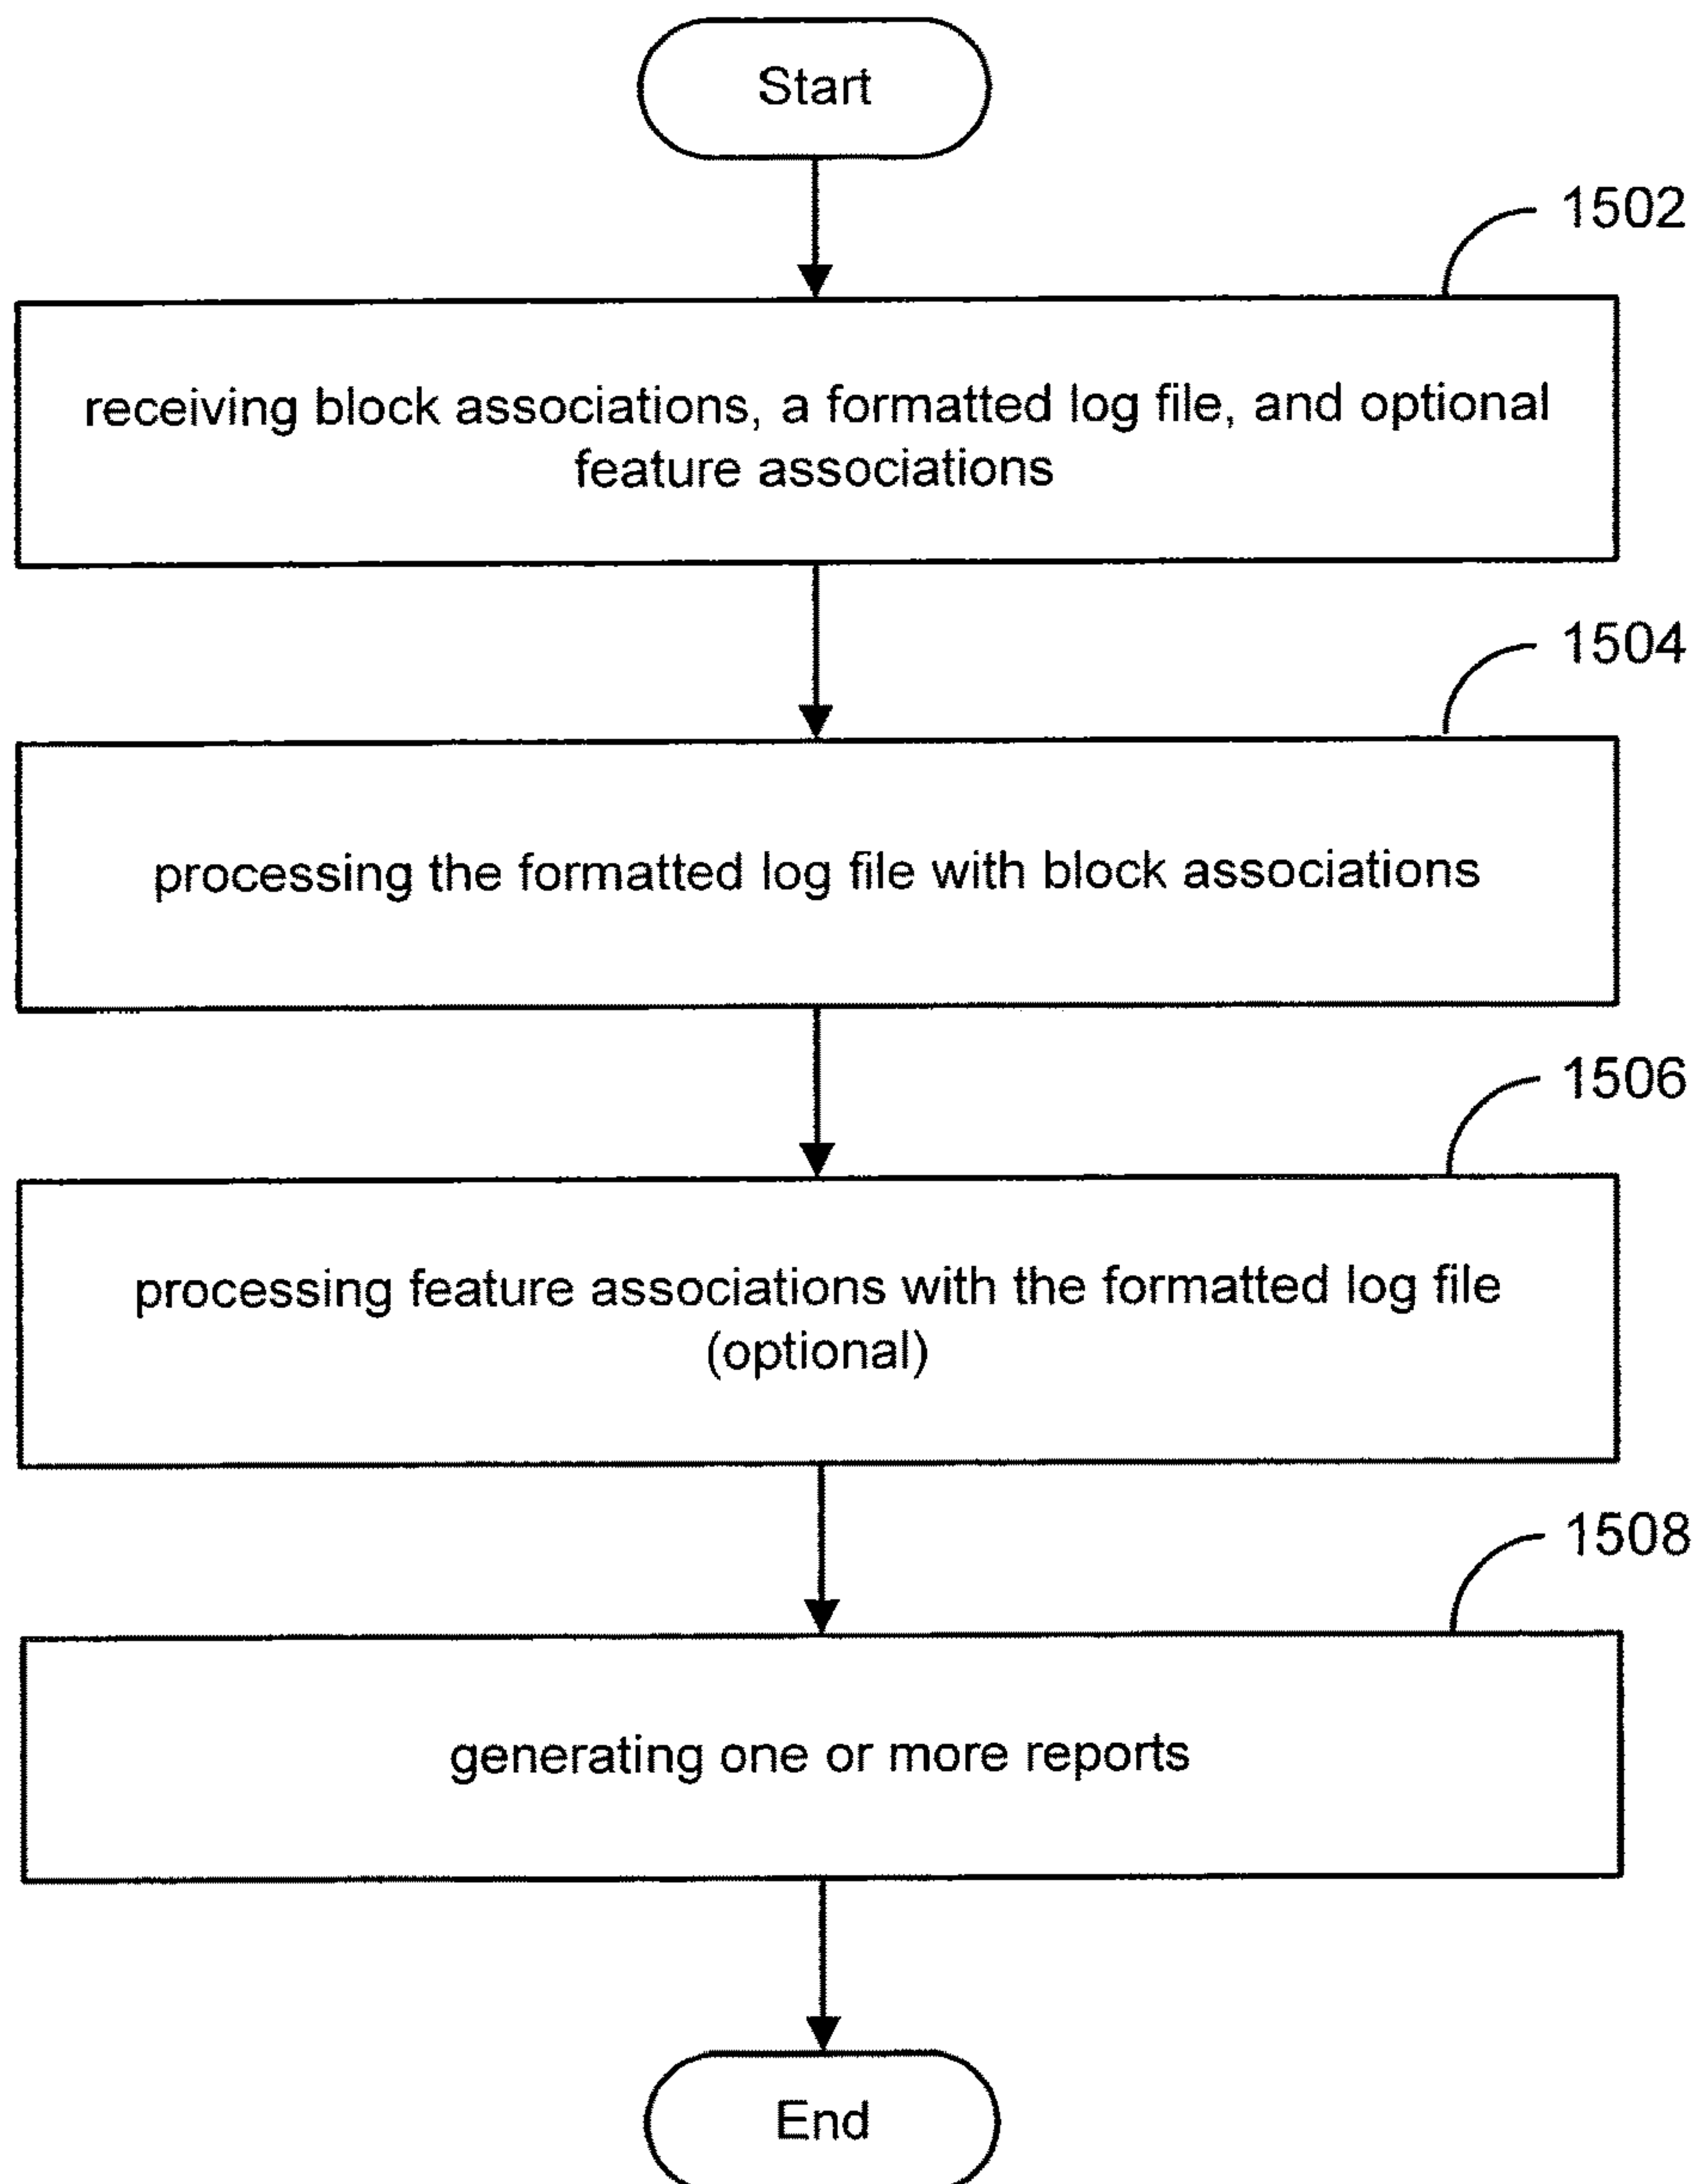 Start
1502
receiving block associations, a formatted log file, and optional
feature associations
1504
processing the formatted log file with block associations
1506
processing feature associations with the formatted log file
(optional)
1508
generating one or more reports
End